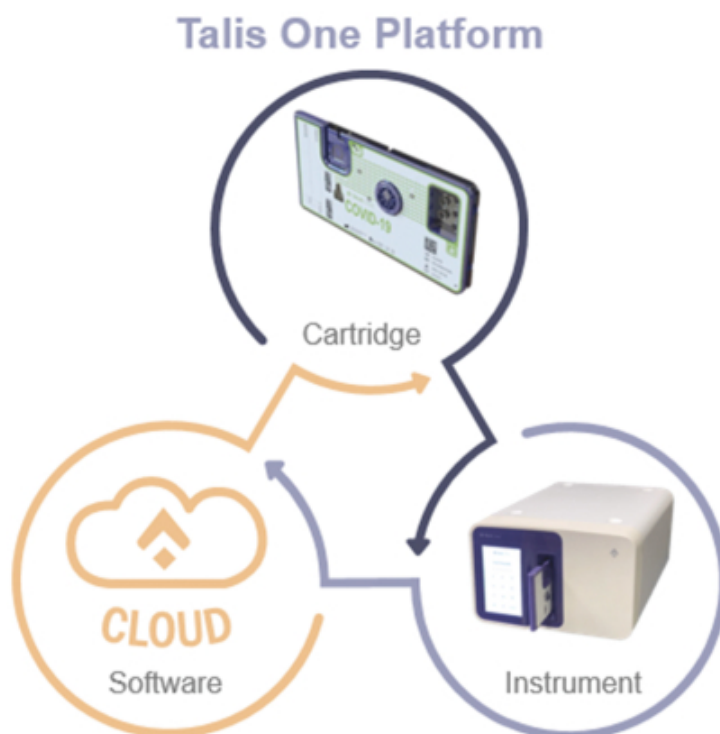 Talis One Platform
COVID-19
Cartridge
CLOUD
Software
Instrument